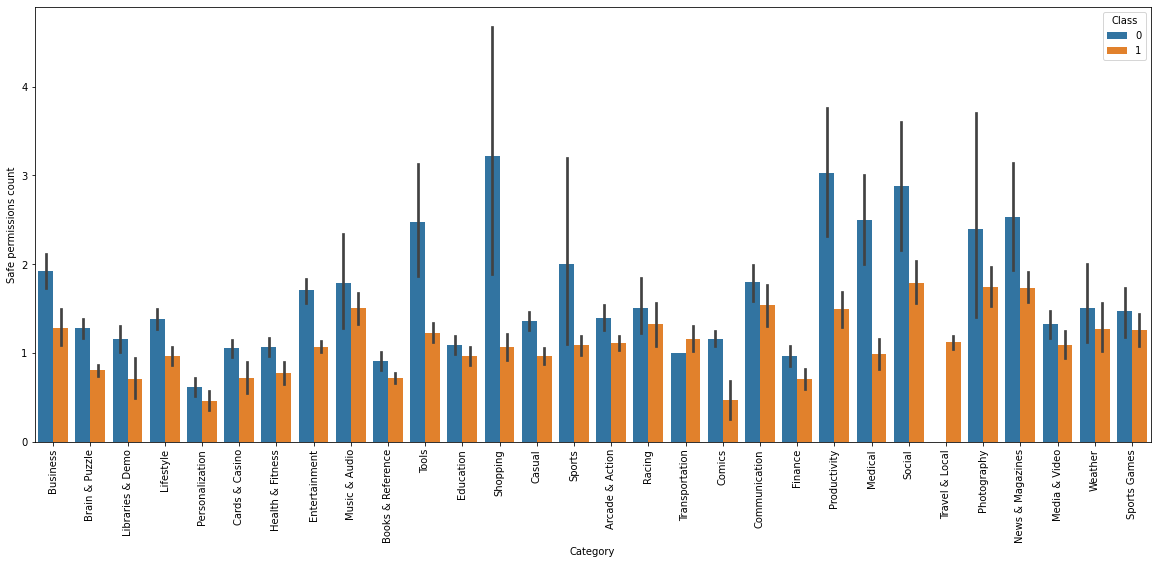 Class
0
1
4
3
2
1
0
Safe permissions count
Business
Brain & Puzzle
Libraries & Demo
Lifestyle
Personalization
Cards & Casino
Health & Fitness
Entertainment
Music & Audio
Books & Reference
Tools
Education
Shopping
Casual
Sports
Arcade & Action
Racing
Transportation
Comics
Communication
Finance
Productivity
Medical
Social
Travel & Local
Photography
News & Magazines
Media & Video
Weather
Sports Games
Category